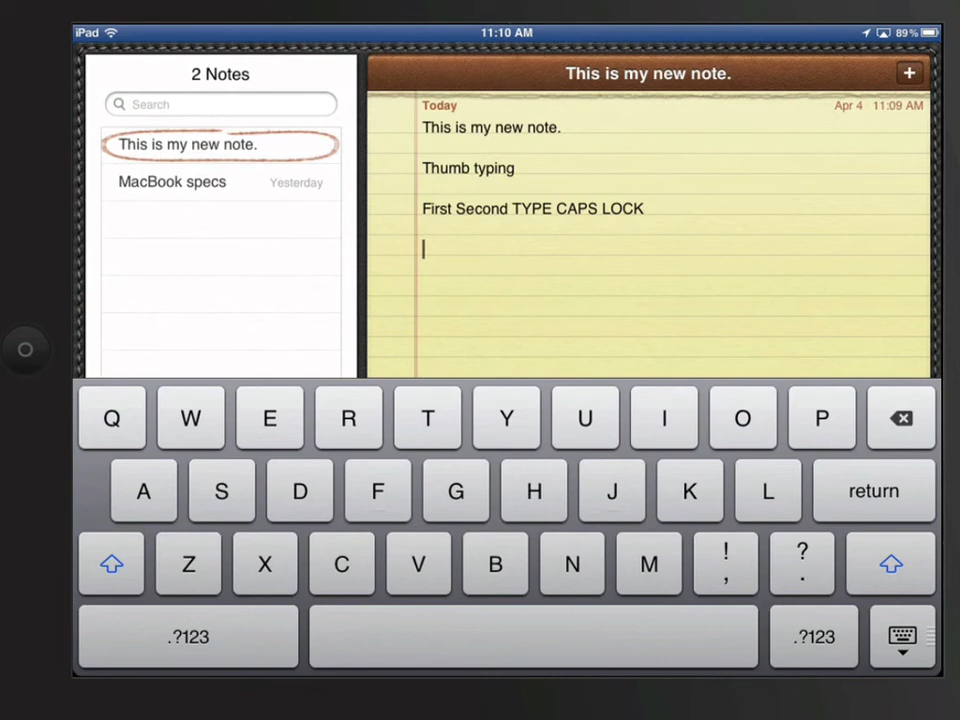 iPad 11:10 AM 89%
2 Notes
Search
This is my new note.
MacBook specs Yesterday
This is my new note. +
Today Apr 4 11:09 AM
This is my new note.
Thumb typing
First Second TYPE CAPS LOCK
Q W E R T Y U I O P
A S D F G H J K L return
Z X C V B N M ! , ? .
.?123 .?123